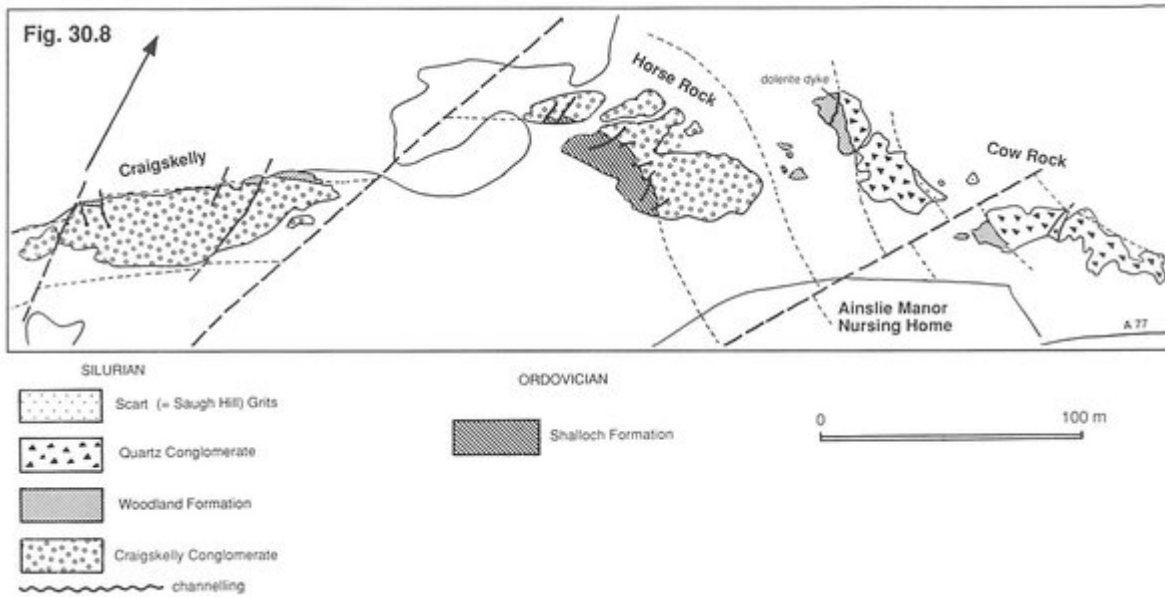 Fig. 30.8
Craigskelly
Horse Rock
dolerite dyke
Cow Rock
Ainslie Manor
Nursing Home
A 77
SILURIAN
Scart (= Saugh Hill) Grits
Quartz Conglomerate
Woodland Formation
Craigskelly Conglomerate
channelling
ORDOVICIAN
Shalloch Formation
0
100 m